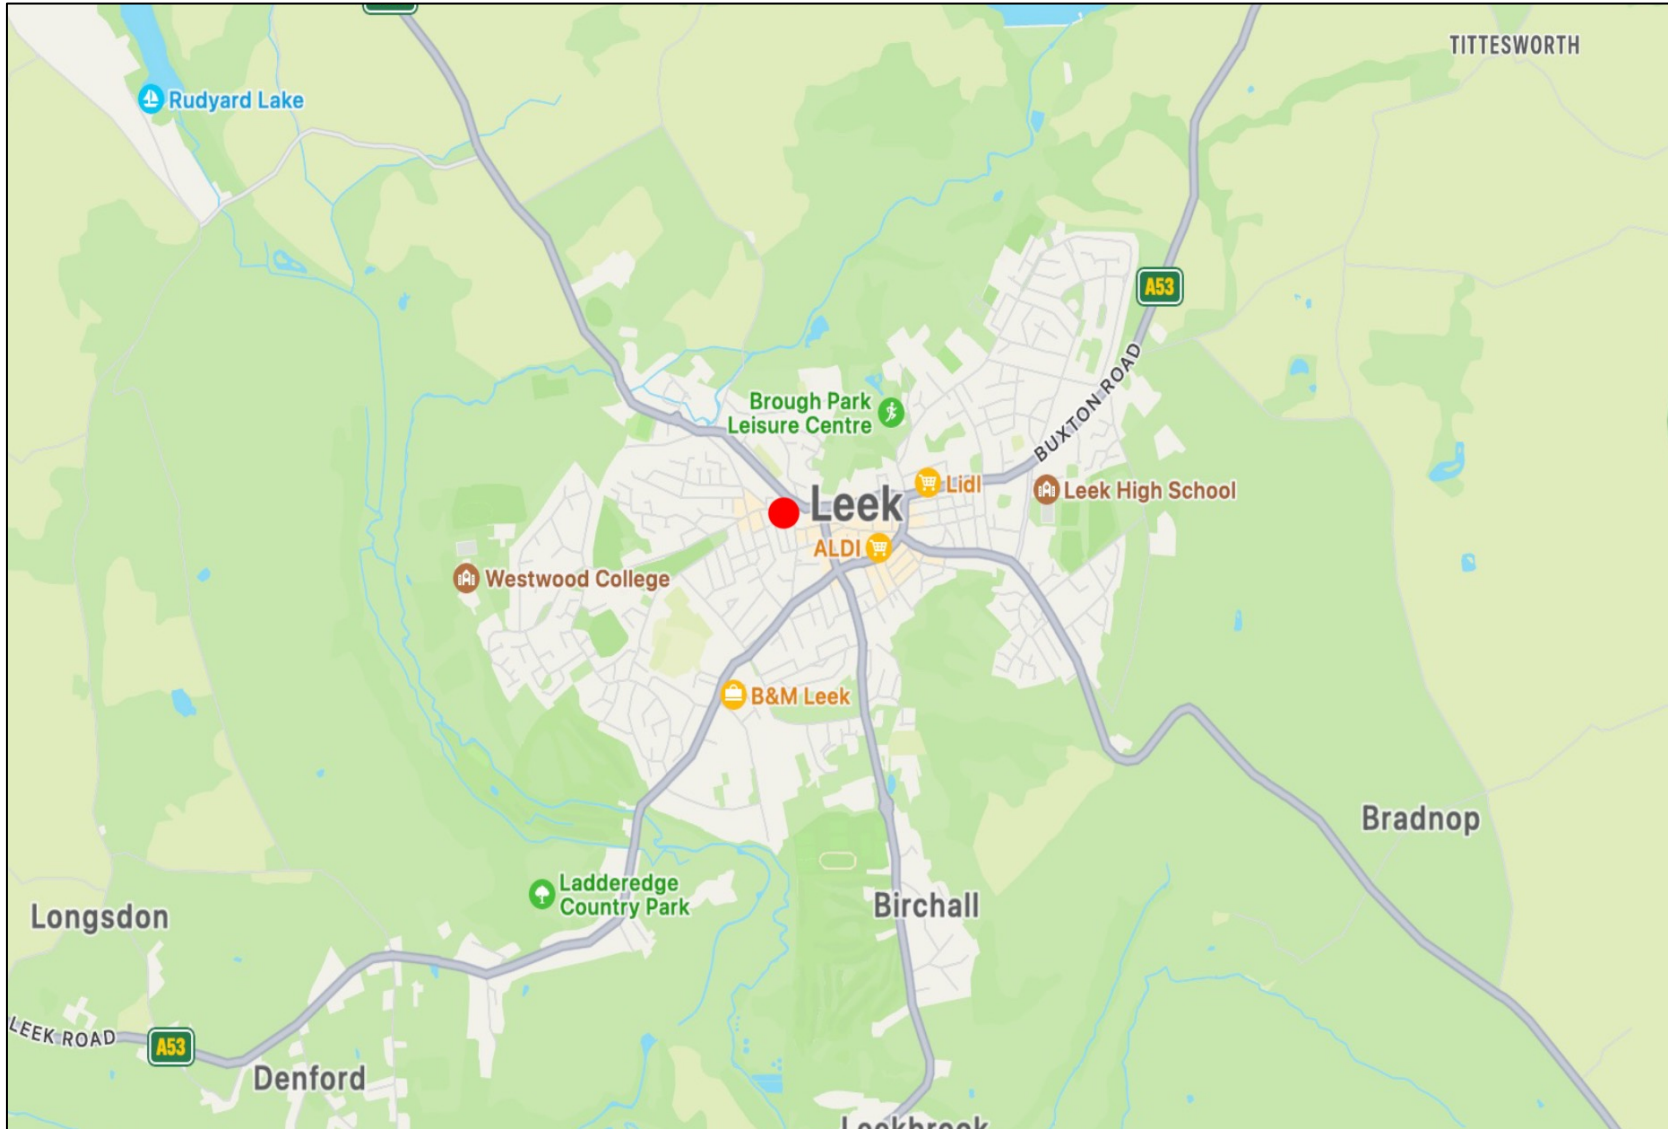 TITTESWORTH
Rudyard Lake
A53
BUXTON ROAD
Brough Park
Leisure Centre
Lidl
Leek
Leek High School
ALDI
Westwood College
B&M Leek
Bradnop
Ladderedge
Country Park
Birchall
Longsdon
LEEK ROAD
A53
Denford